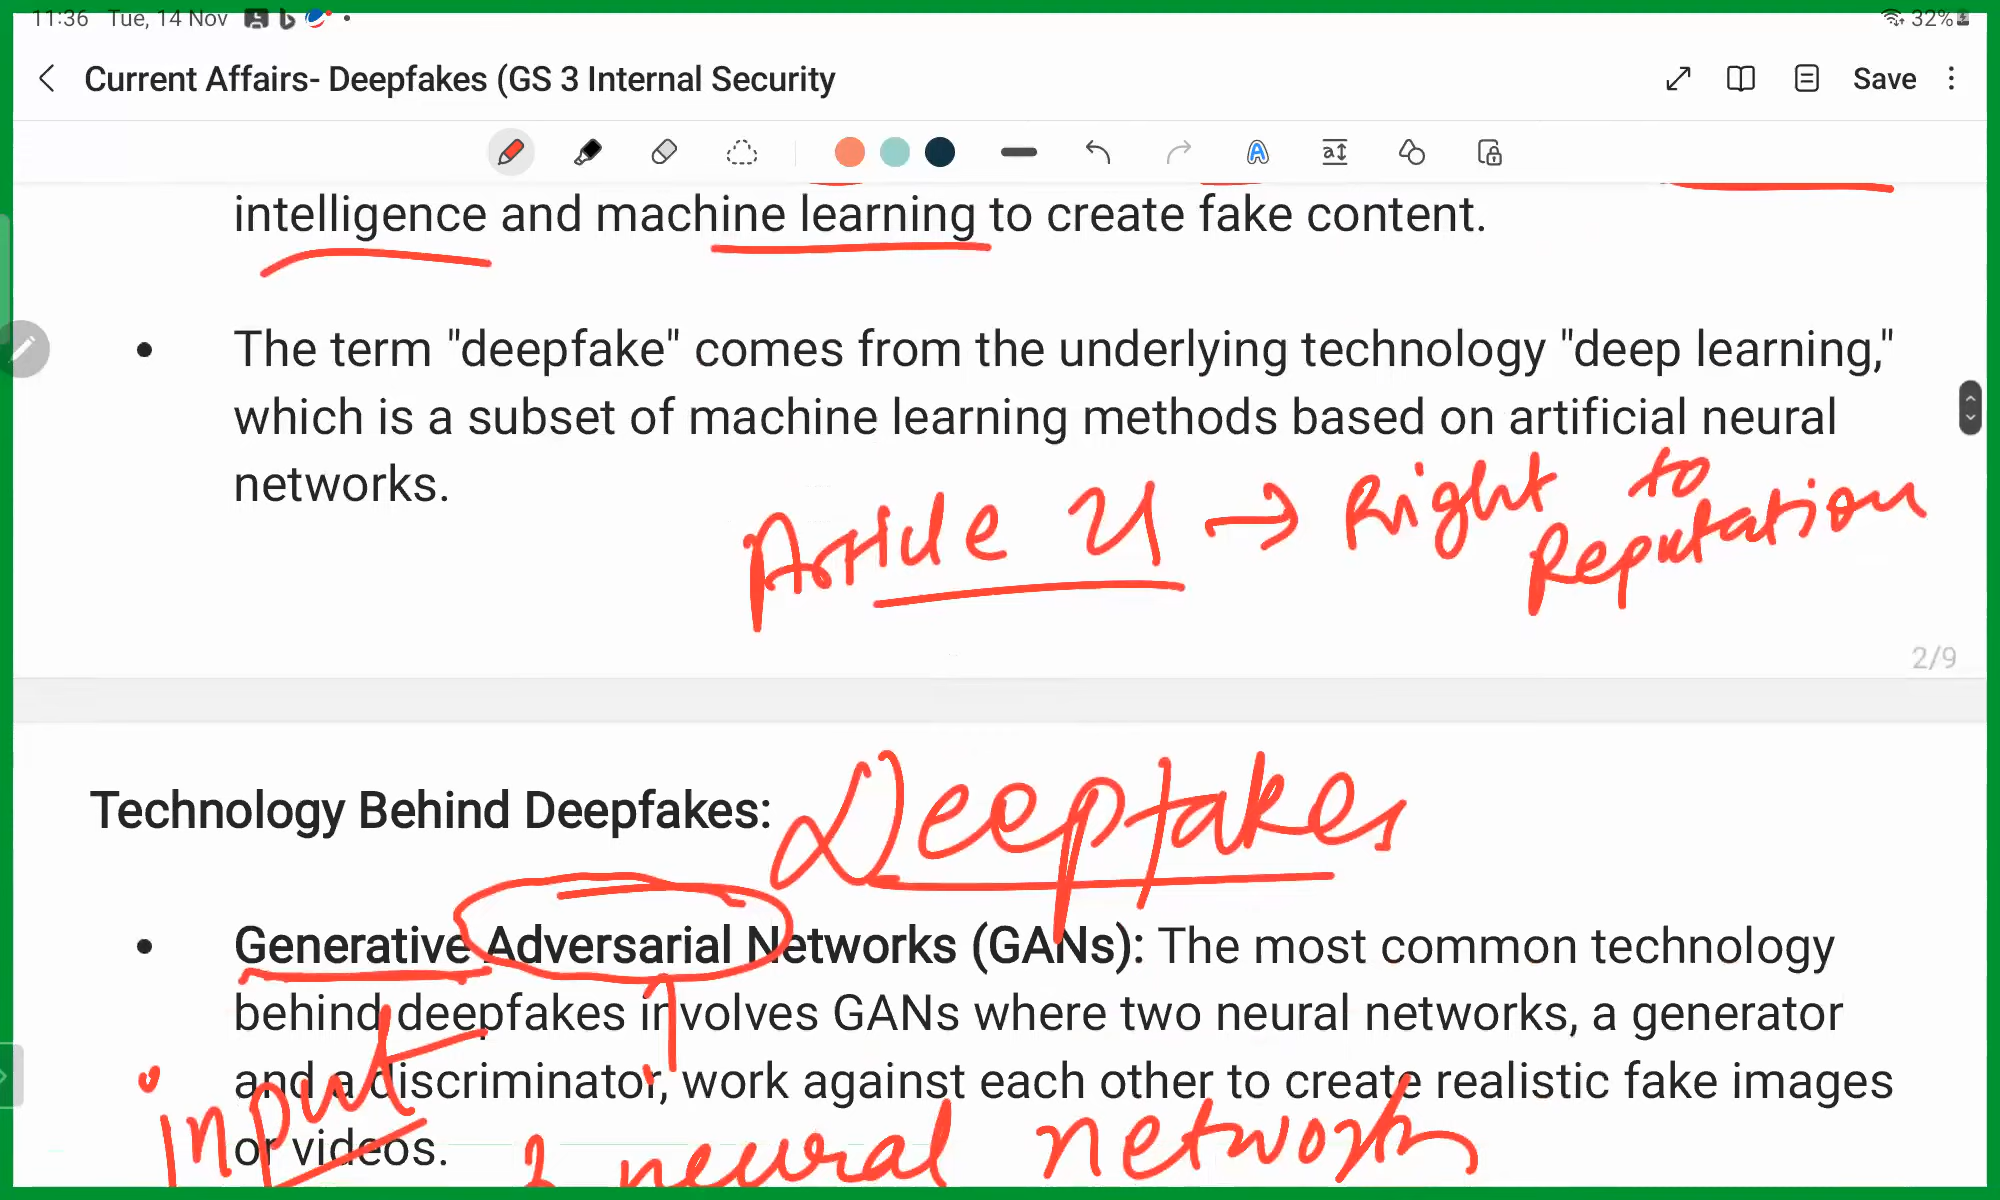 11:36 Tue, 14 Nov
32%
Current Affairs- Deepfakes (GS 3 Internal Security
Save
intelligence and machine learning to create fake content.
• The term "deepfake" comes from the underlying technology "deep learning,"
which is a subset of machine learning methods based on artificial neural
networks.
Article 21 → Right to
Reputation
2/9
Technology Behind Deepfakes:
Deepfakes
• Generative Adversarial Networks (GANs): The most common technology
behind deepfakes involves GANs where two neural networks, a generator
and a discriminator, work against each other to create realistic fake images
or videos.
input
2 neural networks